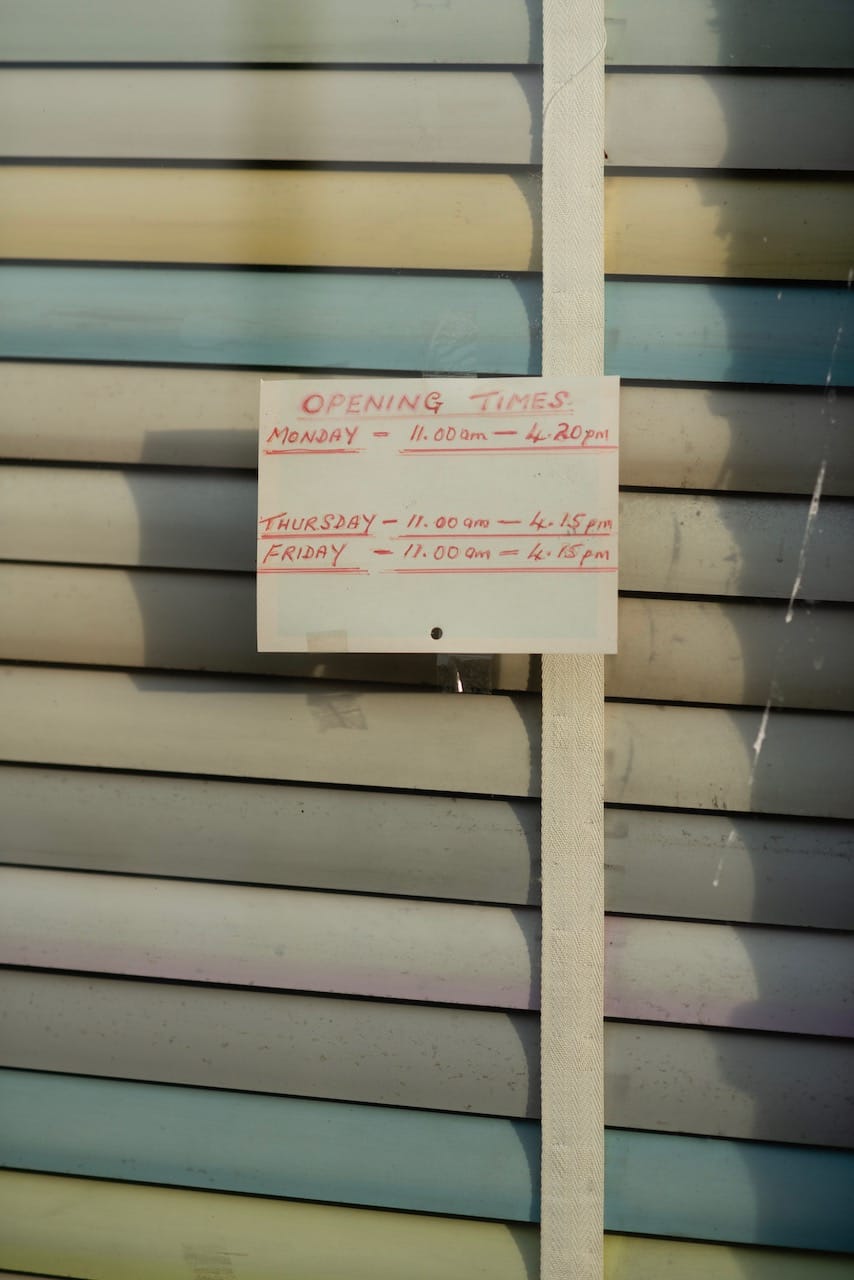 OPENING TIMES
MONDAY - 11.00am - 4.20pm
THURSDAY - 11.00am - 4.15pm
FRIDAY - 11.00am = 4.15pm